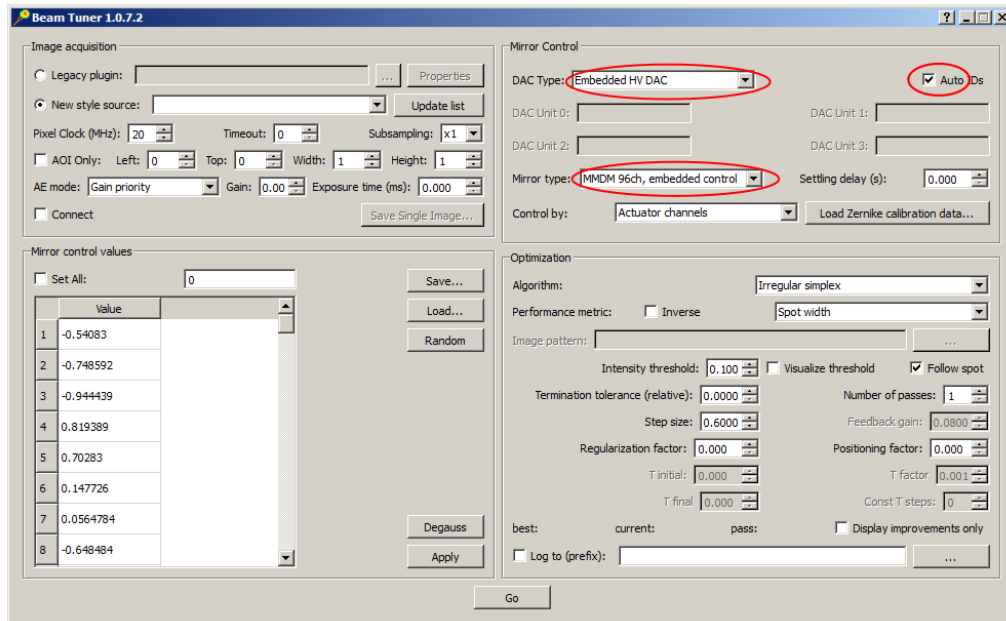 Beam Tuner 1.0.7.2
Image acquisition
Legacy plugin: ... Properties
New style source: Update list
Pixel Clock (MHz): 20 Timeout: 0 Subsampling: x1
AOI Only: Left: 0 Top: 0 Width: 1 Height: 1
AE mode: Gain priority Gain: 0.00 Exposure time (ms): 0.000
Connect Save Single Image...
Mirror Control
DAC Type: Embedded HV DAC Auto IDs
DAC Unit 0: DAC Unit 1:
DAC Unit 2: DAC Unit 3:
Mirror type: MMDM 96ch, embedded control Settling delay (s): 0.000
Control by: Actuator channels Load Zernike calibration data...
Mirror control values
Set All: 0 Save...
Value Load...
1 -0.54083 Random
2 -0.748592
3 -0.944439
4 0.819389
5 0.70283
6 0.147726
7 0.0564784 Degauss
8 -0.648484 Apply
Optimization
Algorithm: Irregular simplex
Performance metric: Inverse Spot width
Image pattern: ...
Intensity threshold: 0.100 Visualize threshold Follow spot
Termination tolerance (relative): 0.0000 Number of passes: 1
Step size: 0.6000 Feedback gain: 0.0800
Regularization factor: 0.000 Positioning factor: 0.000
T initial: 0.000 T factor 0.001
T final 0.000 Const T steps: 0
best: current: pass: Display improvements only
Log to (prefix): ...
Go